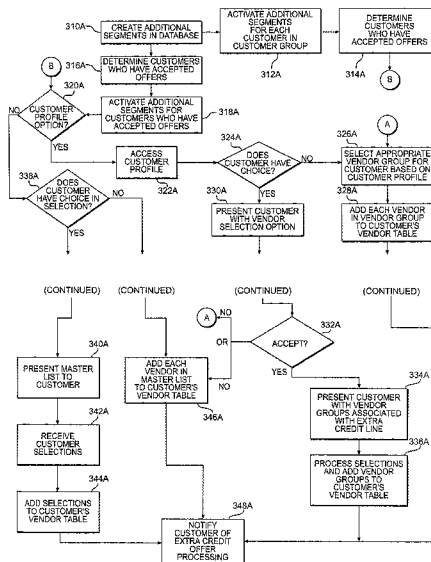 310A
CREATE ADDITIONAL
SEGMENTS IN DATABASE
ACTIVATE ADDITIONAL
SEGMENTS FOR
EACH CUSTOMER IN
CUSTOMER GROUP
312A
DETERMINE
CUSTOMERS
WHO HAVE
ACCEPTED OFFERS
314A
B
B
316A
DETERMINE CUSTOMERS
WHO HAVE ACCEPTED
OFFERS
320A
CUSTOMER
PROFILE
OPTION?
NO
YES
ACTIVATE ADDITIONAL
SEGMENTS FOR
CUSTOMERS WHO HAVE
ACCEPTED OFFERS
318A
ACCESS
CUSTOMER
PROFILE
322A
324A
DOES
CUSTOMER HAVE
CHOICE?
NO
YES
A
326A
SELECT APPROPRIATE
VENDOR GROUP FOR
CUSTOMER BASED ON
CUSTOMER PROFILE
328A
ADD EACH VENDOR
IN VENDOR GROUP
TO CUSTOMER'S
VENDOR TABLE
330A
PRESENT CUSTOMER
WITH VENDOR
SELECTION OPTION
338A
DOES
CUSTOMER
HAVE CHOICE IN
SELECTION?
NO
YES
(CONTINUED)
(CONTINUED)
(CONTINUED)
(CONTINUED)
A
NO
OR
NO
332A
ACCEPT?
YES
340A
PRESENT MASTER
LIST TO
CUSTOMER
342A
RECEIVE
CUSTOMER
SELECTIONS
344A
ADD SELECTIONS
TO CUSTOMER'S
VENDOR TABLE
ADD EACH
VENDOR IN
MASTER LIST
TO CUSTOMER'S
VENDOR TABLE
346A
334A
PRESENT CUSTOMER
WITH VENDOR
GROUPS ASSOCIATED
WITH EXTRA
CREDIT LINE
336A
PROCESS SELECTIONS
AND ADD VENDOR
GROUPS TO
CUSTOMER'S
VENDOR TABLE
348A
NOTIFY
CUSTOMER OF
EXTRA CREDIT
OFFER
PROCESSING